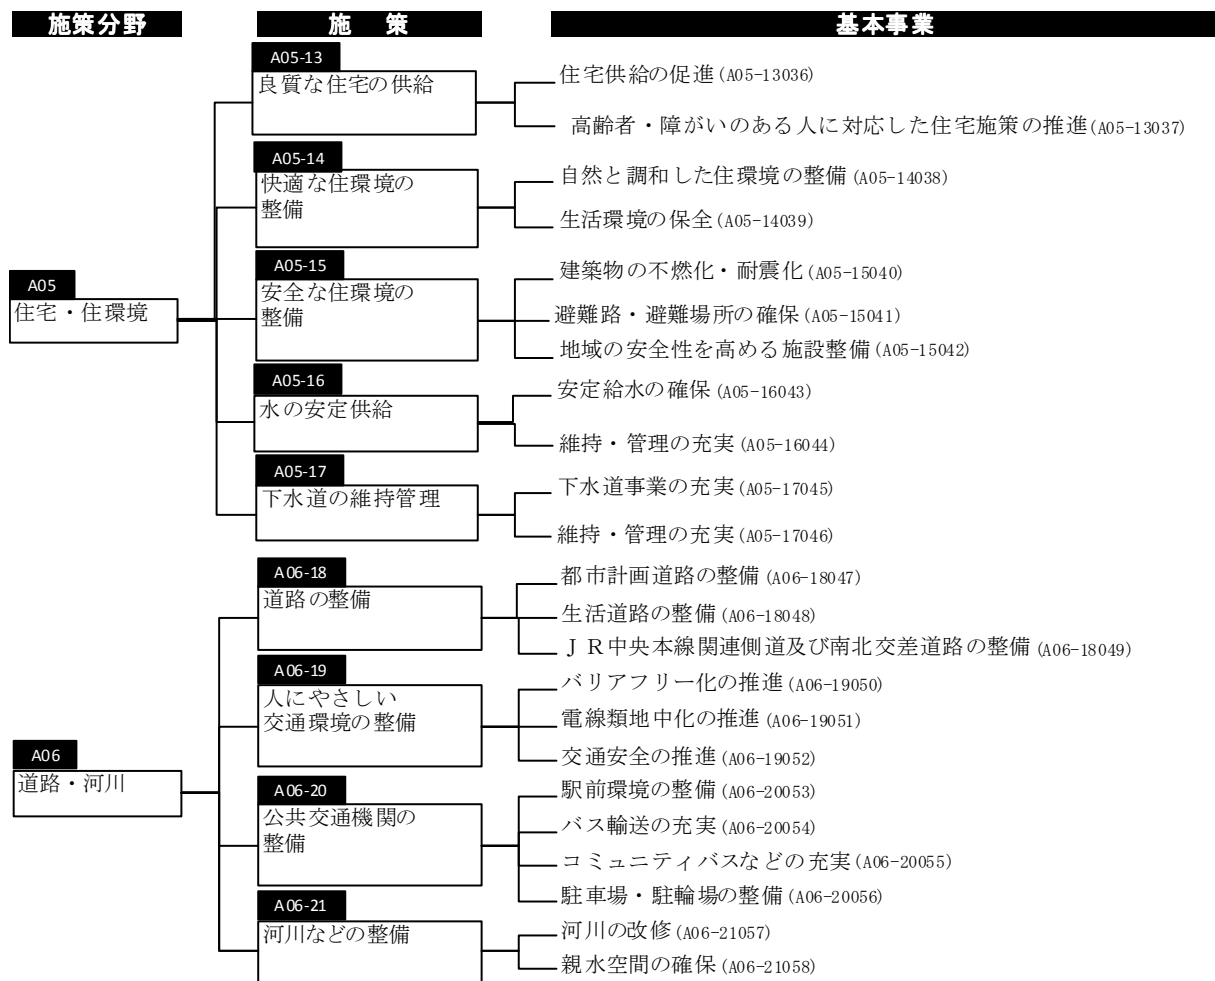 施策分野
施　策
基本事業
A05
住宅・住環境
A05-13
良質な住宅の供給
住宅供給の促進(A05-13036)
高齢者・障がいのある人に対応した住宅施策の推進(A05-13037)
A05-14
快適な住環境の
整備
自然と調和した住環境の整備(A05-14038)
生活環境の保全(A05-14039)
A05-15
安全な住環境の
整備
建築物の不燃化・耐震化(A05-15040)
避難路・避難場所の確保(A05-15041)
地域の安全性を高める施設整備(A05-15042)
A05-16
水の安定供給
安定給水の確保(A05-16043)
維持・管理の充実(A05-16044)
A05-17
下水道の維持管理
下水道事業の充実(A05-17045)
維持・管理の充実(A05-17046)
A06
道路・河川
A06-18
道路の整備
都市計画道路の整備(A06-18047)
生活道路の整備(A06-18048)
ＪＲ中央本線関連側道及び南北交差道路の整備(A06-18049)
A06-19
人にやさしい
交通環境の整備
バリアフリー化の推進(A06-19050)
電線類地中化の推進(A06-19051)
交通安全の推進(A06-19052)
A06-20
公共交通機関の
整備
駅前環境の整備(A06-20053)
バス輸送の充実(A06-20054)
コミュニティバスなどの充実(A06-20055)
駐車場・駐輪場の整備(A06-20056)
A06-21
河川などの整備
河川の改修(A06-21057)
親水空間の確保(A06-21058)